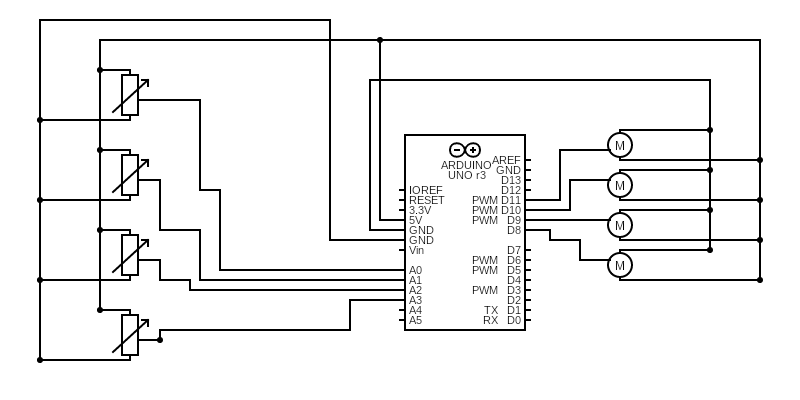 ARDUINO
UNO r3
AREF
GND
D13
IOREF D12
RESET PWM D11
3.3V PWM D10
5V PWM D9
GND D8
GND
Vin D7
PWM D6
A0 PWM D5
A1 D4
A2 PWM D3
A3 D2
A4 TX D1
A5 RX D0
M
M
M
M